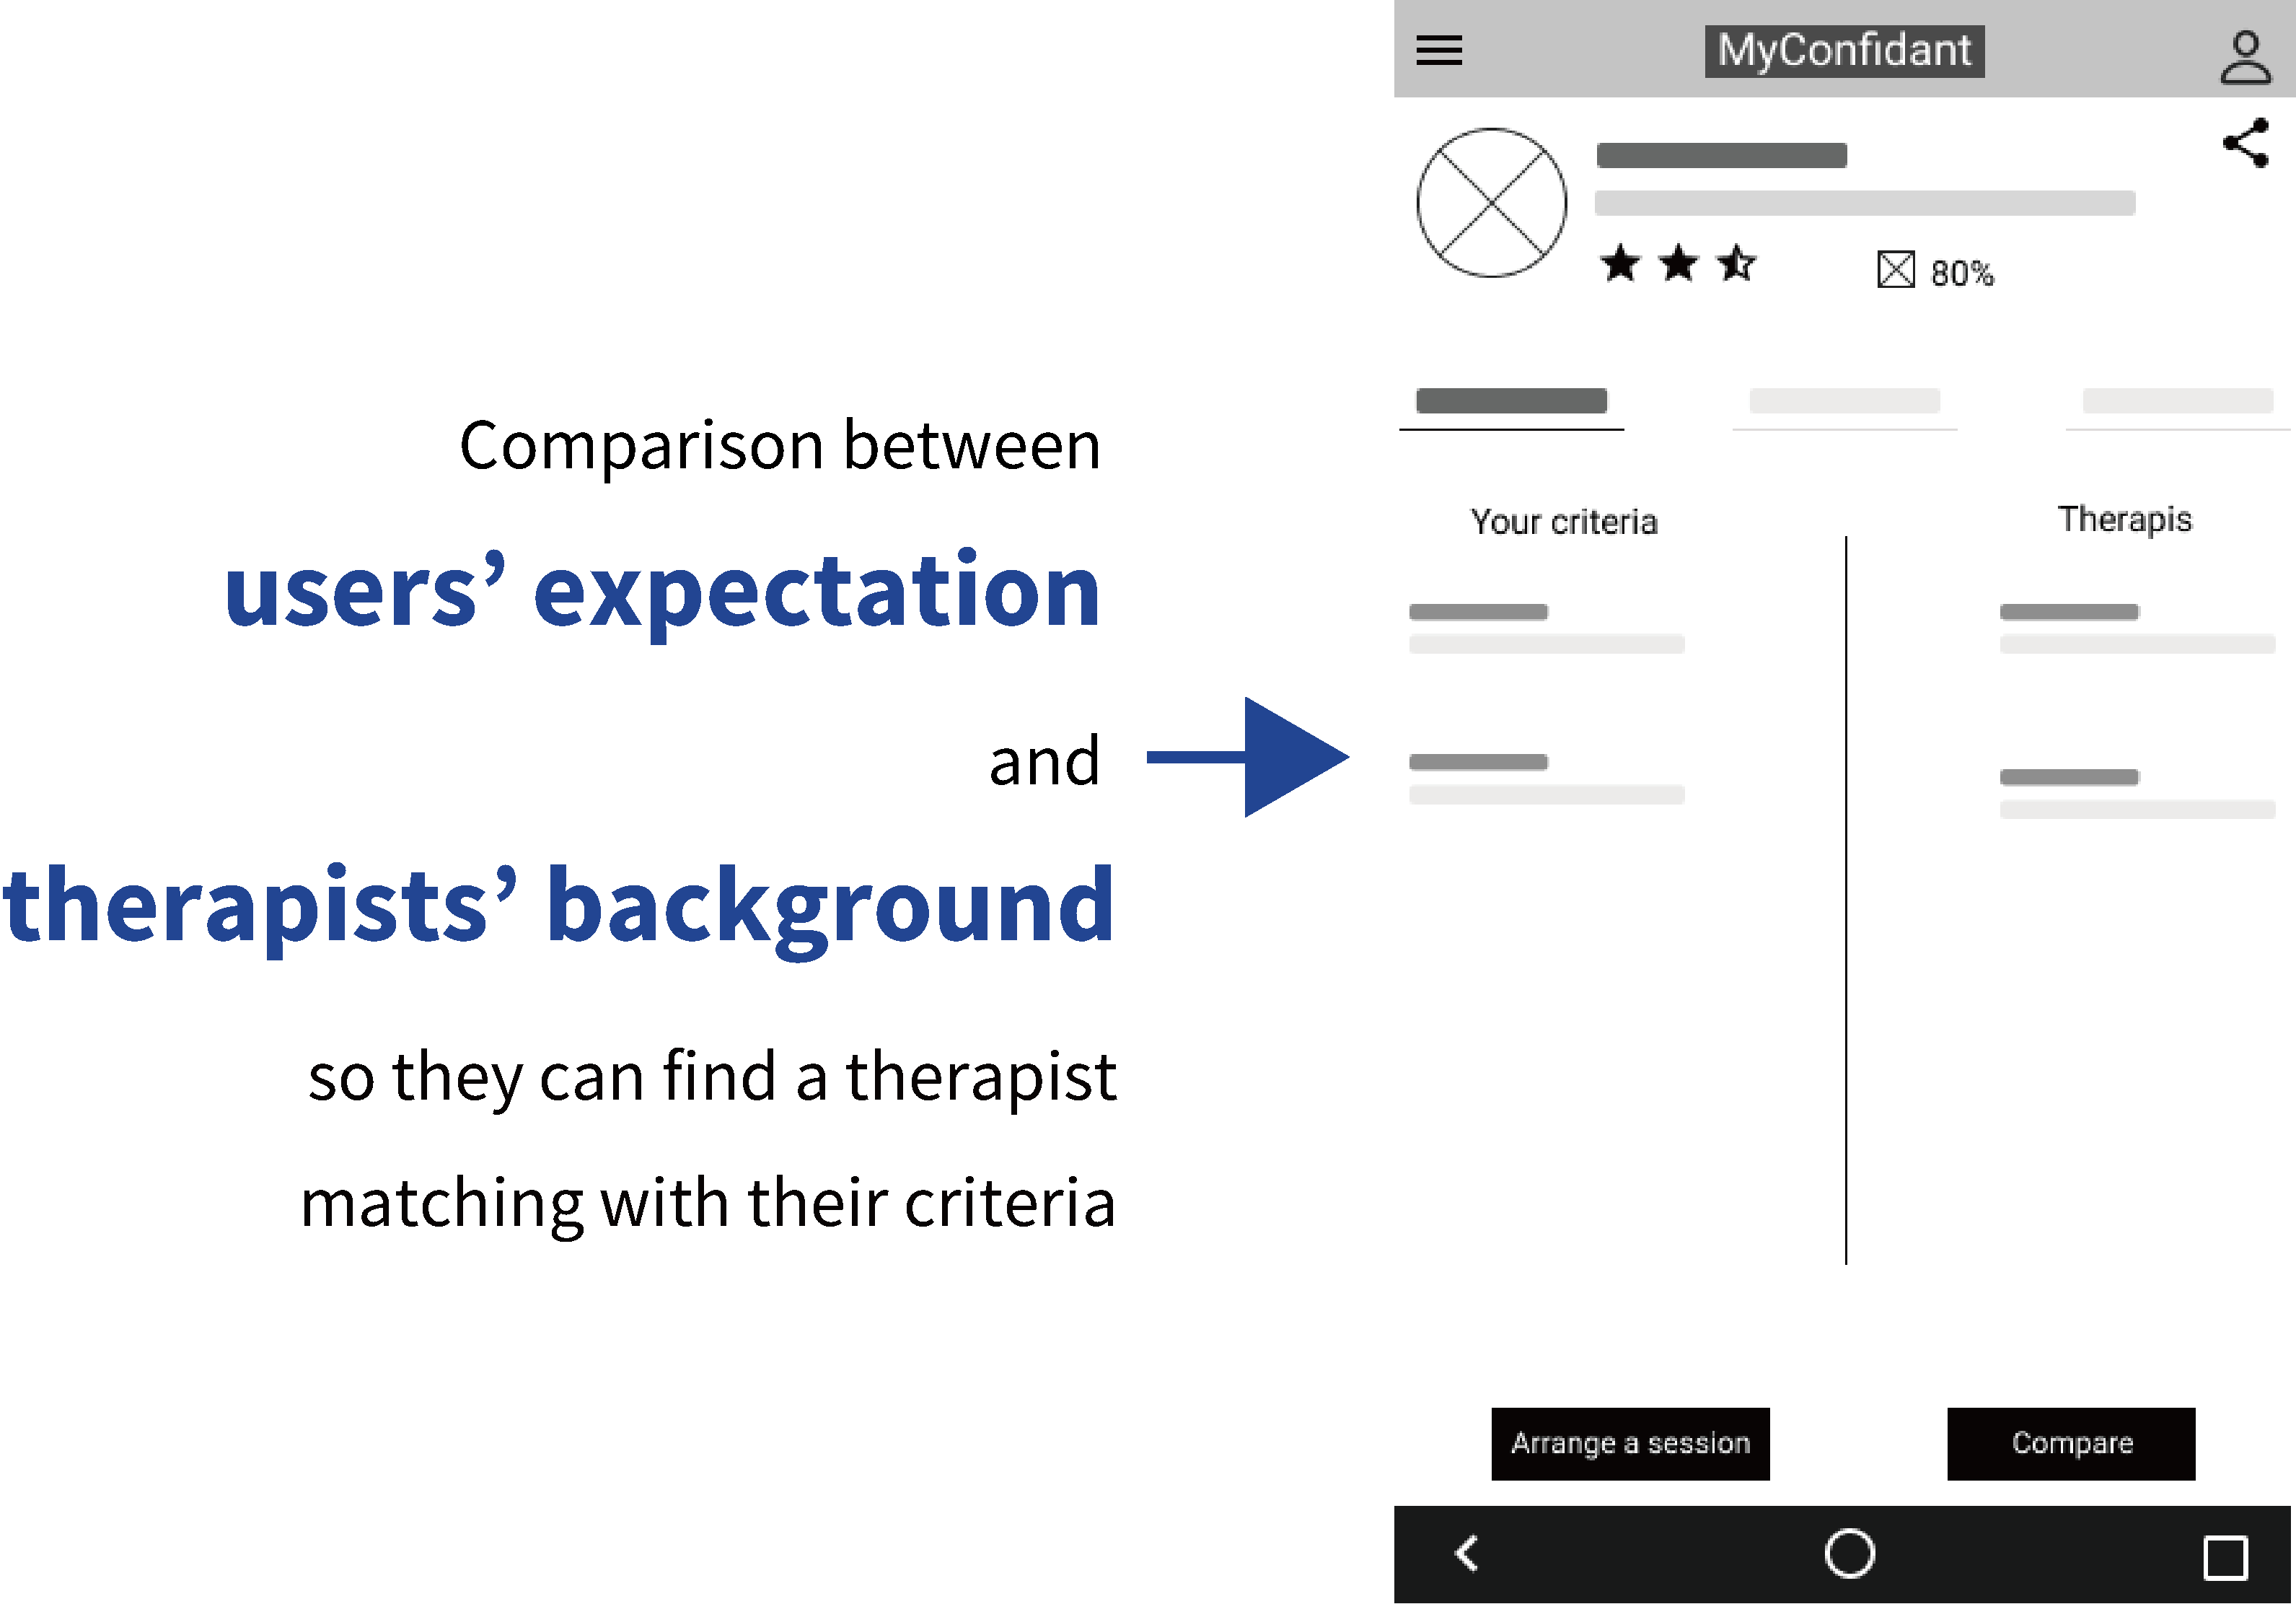 Comparison between
users’ expectation
and
therapists’ background
so they can find a therapist
matching with their criteria
MyConfidant
80%
Your criteria
Therapis
Arrange a session
Compare